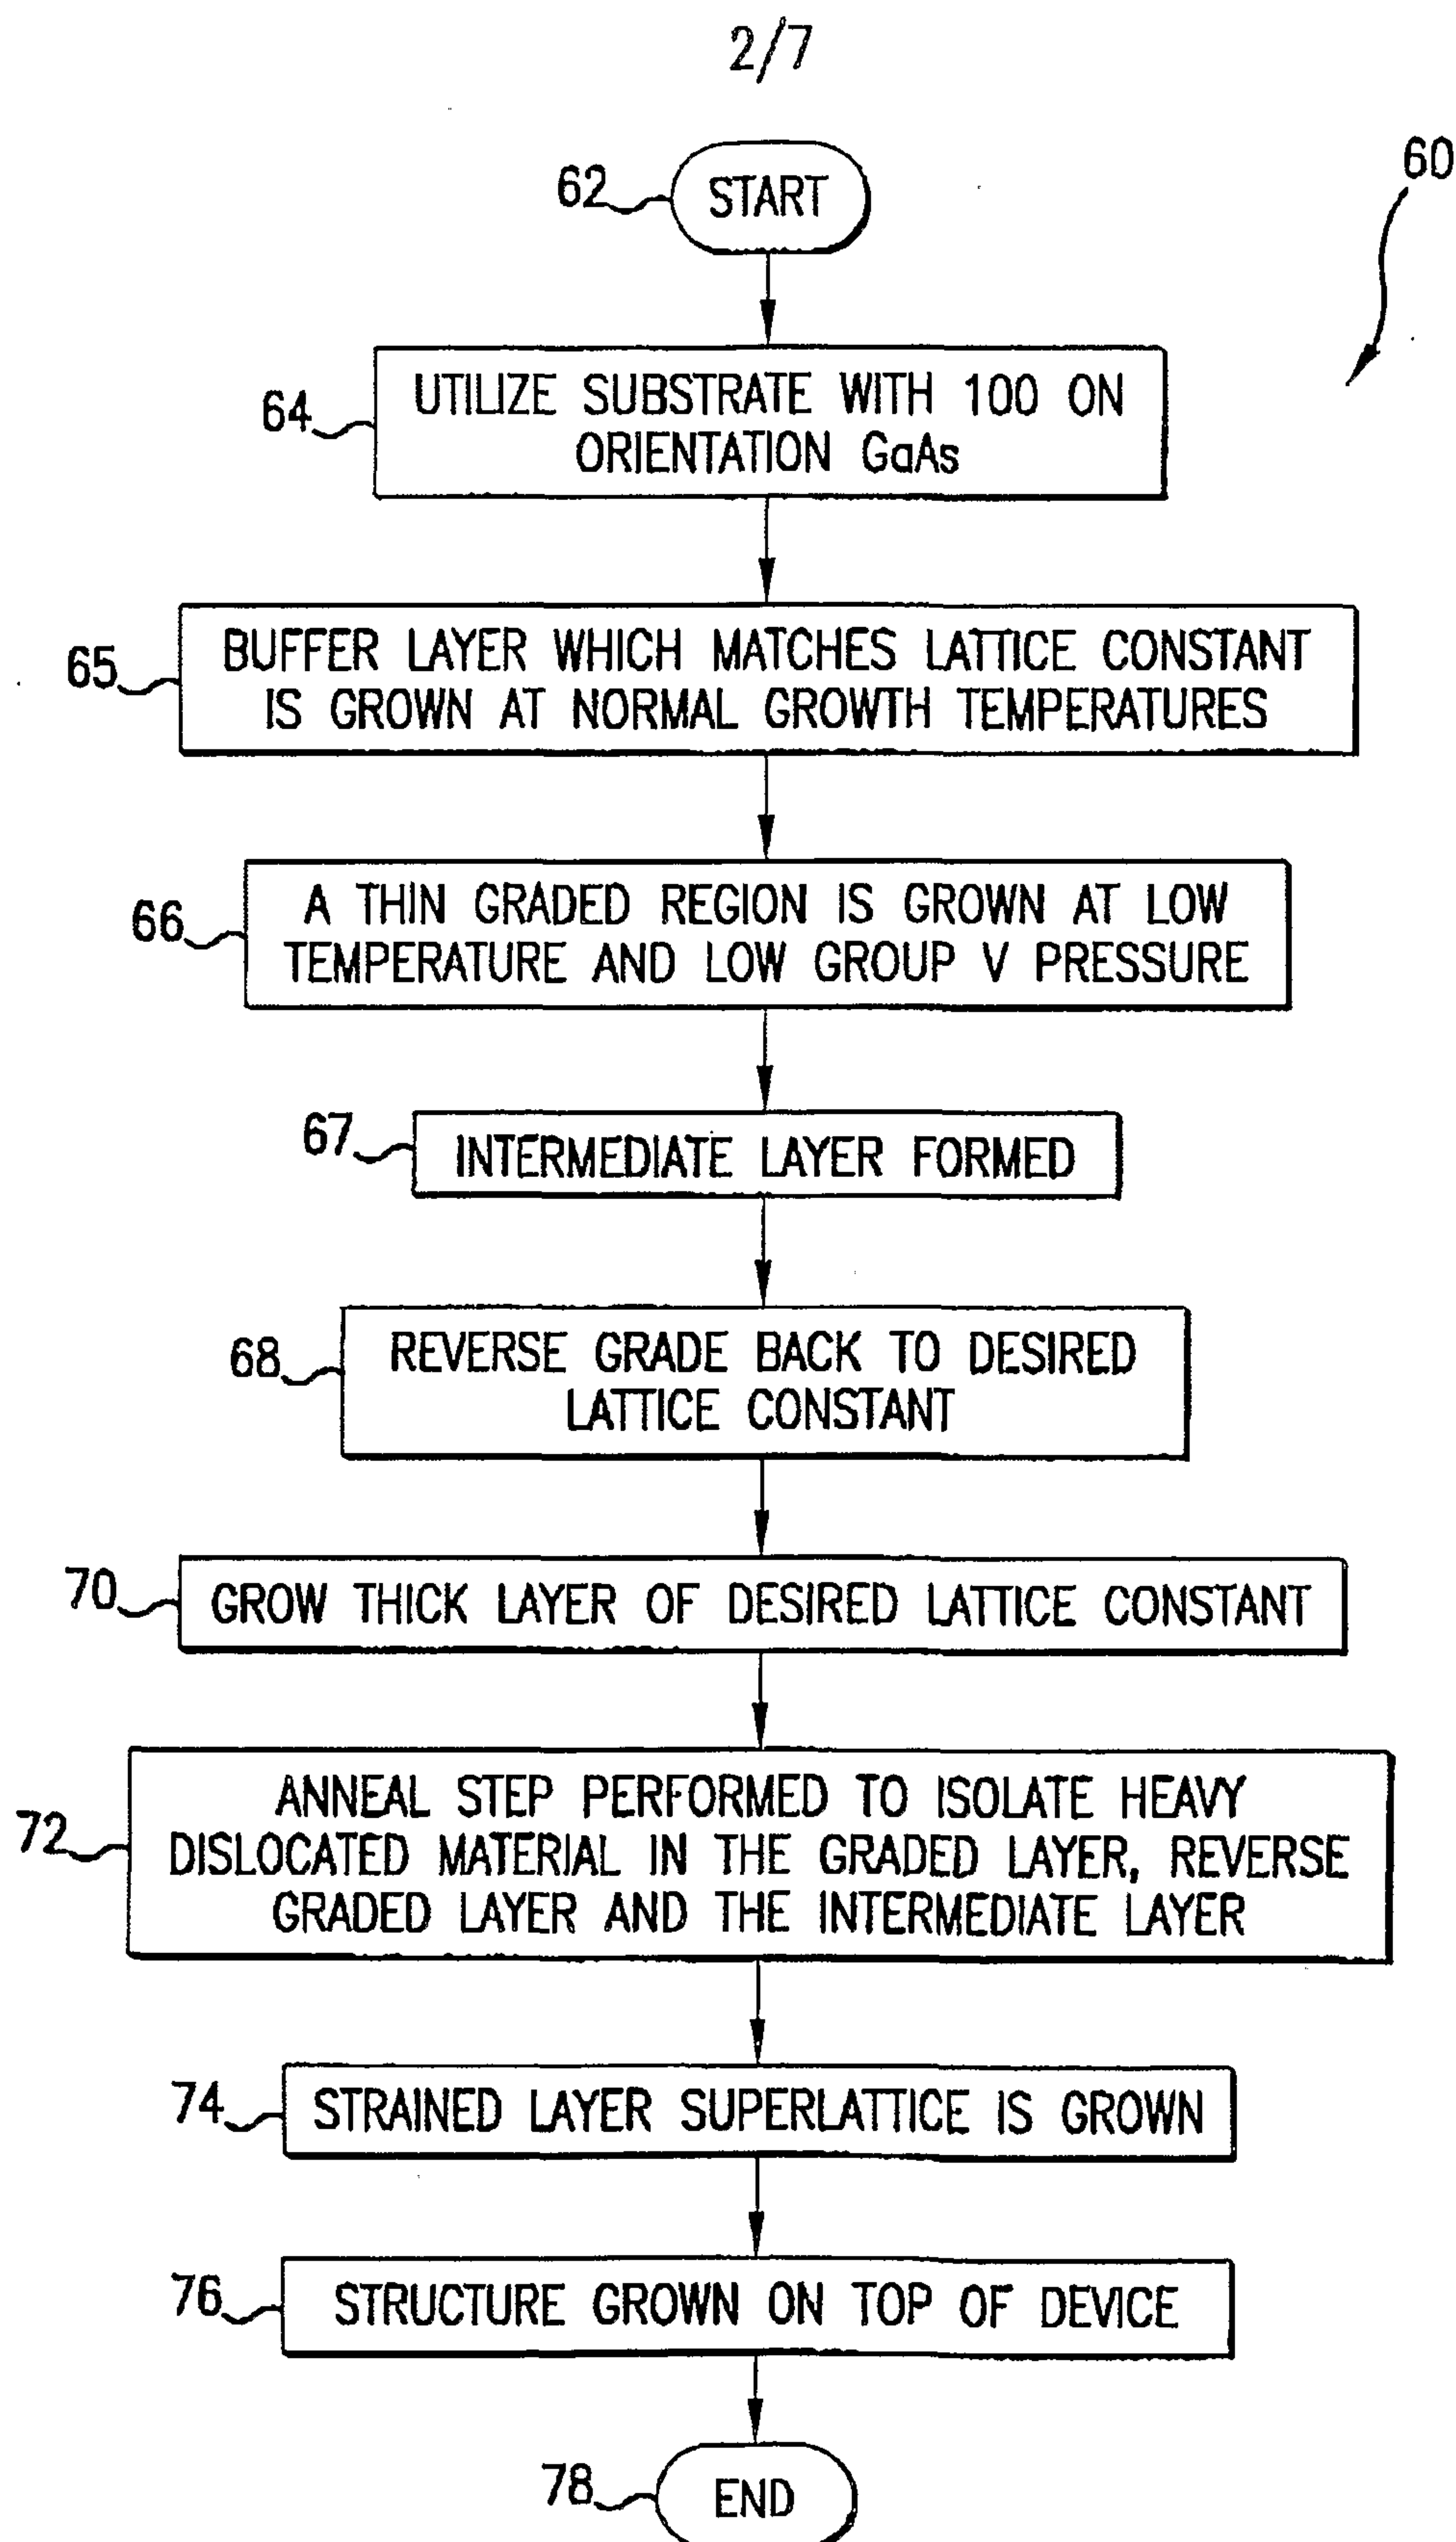 2/7
60
62
START
64
UTILIZE SUBSTRATE WITH 100 ON
ORIENTATION GaAs
65
BUFFER LAYER WHICH MATCHES LATTICE CONSTANT
IS GROWN AT NORMAL GROWTH TEMPERATURES
66
A THIN GRADED REGION IS GROWN AT LOW
TEMPERATURE AND LOW GROUP V PRESSURE
67
INTERMEDIATE LAYER FORMED
68
REVERSE GRADE BACK TO DESIRED
LATTICE CONSTANT
70
GROW THICK LAYER OF DESIRED LATTICE CONSTANT
72
ANNEAL STEP PERFORMED TO ISOLATE HEAVY
DISLOCATED MATERIAL IN THE GRADED LAYER, REVERSE
GRADED LAYER AND THE INTERMEDIATE LAYER
74
STRAINED LAYER SUPERLATTICE IS GROWN
76
STRUCTURE GROWN ON TOP OF DEVICE
78
END